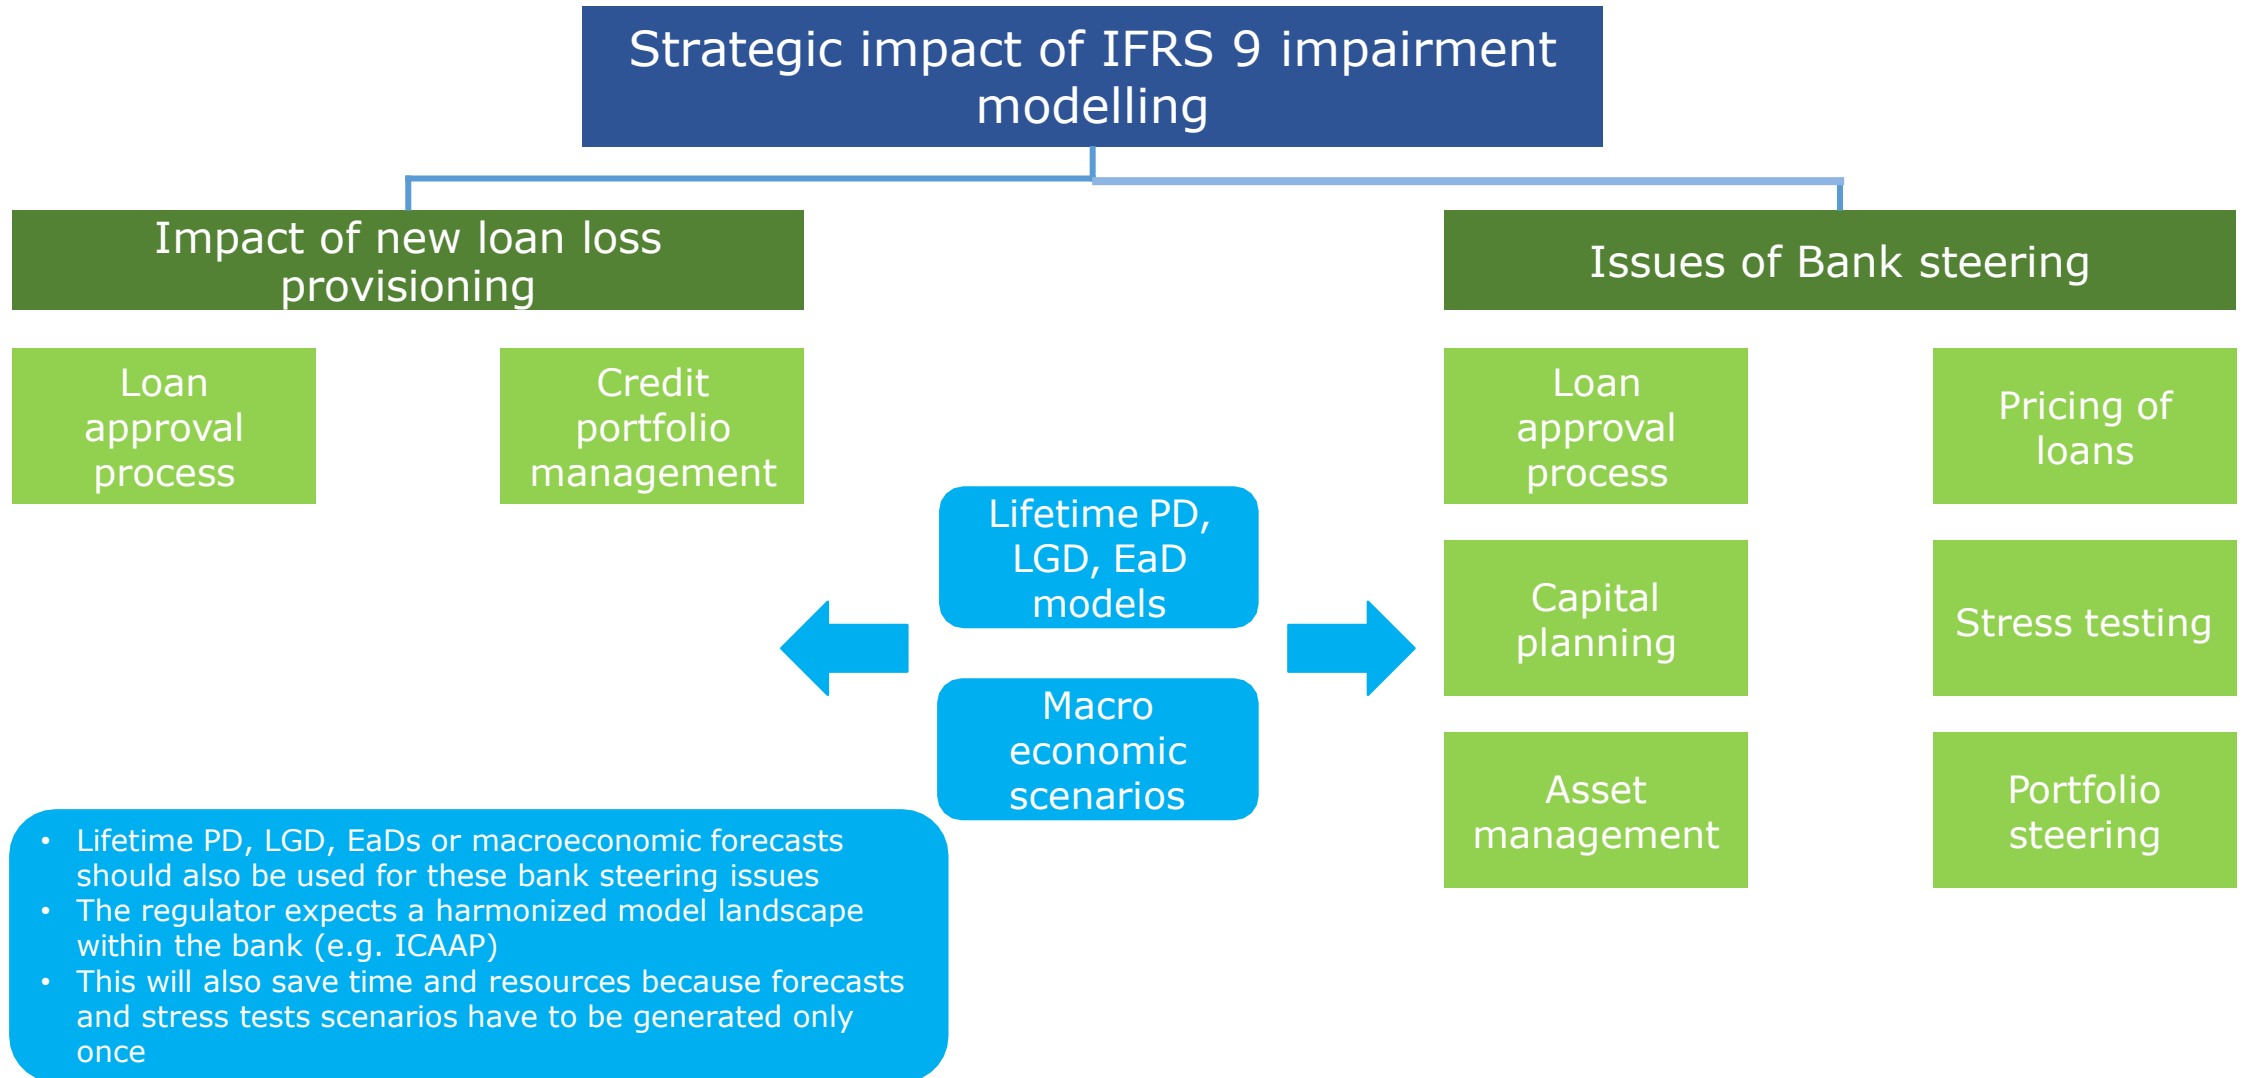 Strategic impact of IFRS 9 impairment
modelling
Impact of new loan loss
provisioning
Issues of Bank steering
Loan
approval
process
Credit
portfolio
management
Loan
approval
process
Pricing of
loans
Lifetime PD,
LGD, EaD
models
Capital
planning
Stress testing
Macro
economic
scenarios
Asset
management
Portfolio
steering
• Lifetime PD, LGD, EaDs or macroeconomic forecasts
should also be used for these bank steering issues
• The regulator expects a harmonized model landscape
within the bank (e.g. ICAAP)
• This will also save time and resources because forecasts
and stress tests scenarios have to be generated only
once